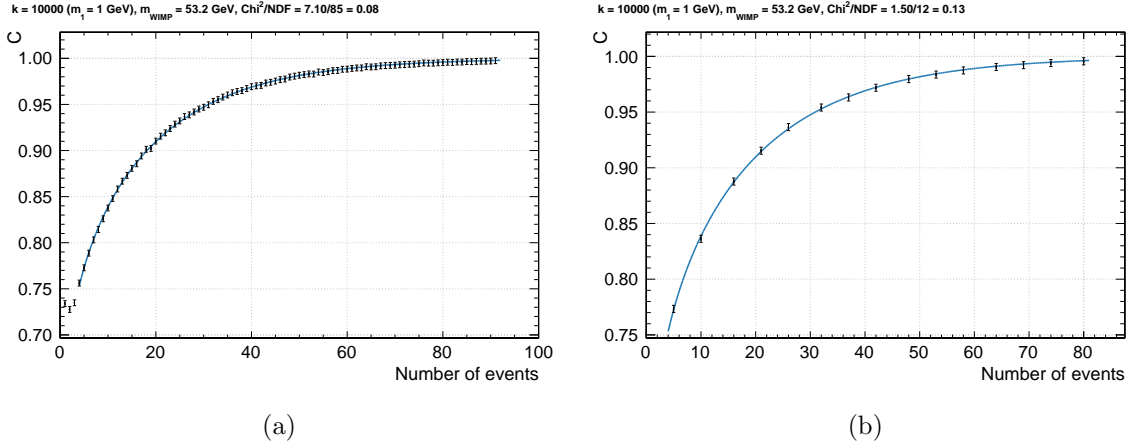 k = 10000 (m₁ = 1 GeV), m_WIMP = 53.2 GeV, Chi²/NDF = 7.10/85 = 0.08
C
1.00
0.95
0.90
0.85
0.80
0.75
0.70
0 20 40 60 80 100
Number of events
(a)
k = 10000 (m₁ = 1 GeV), m_WIMP = 53.2 GeV, Chi²/NDF = 1.50/12 = 0.13
C
1.00
0.95
0.90
0.85
0.80
0.75
0 10 20 30 40 50 60 70 80
Number of events
(b)